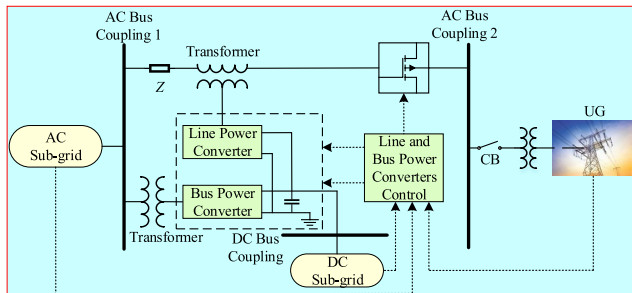 AC Bus
Coupling 1
Transformer
AC Bus
Coupling 2
Z
UG
AC
Sub-grid
Line Power
Converter
Line and
Bus Power
Converters
Control
CB
Bus Power
Converter
Transformer
DC Bus
Coupling
DC
Sub-grid